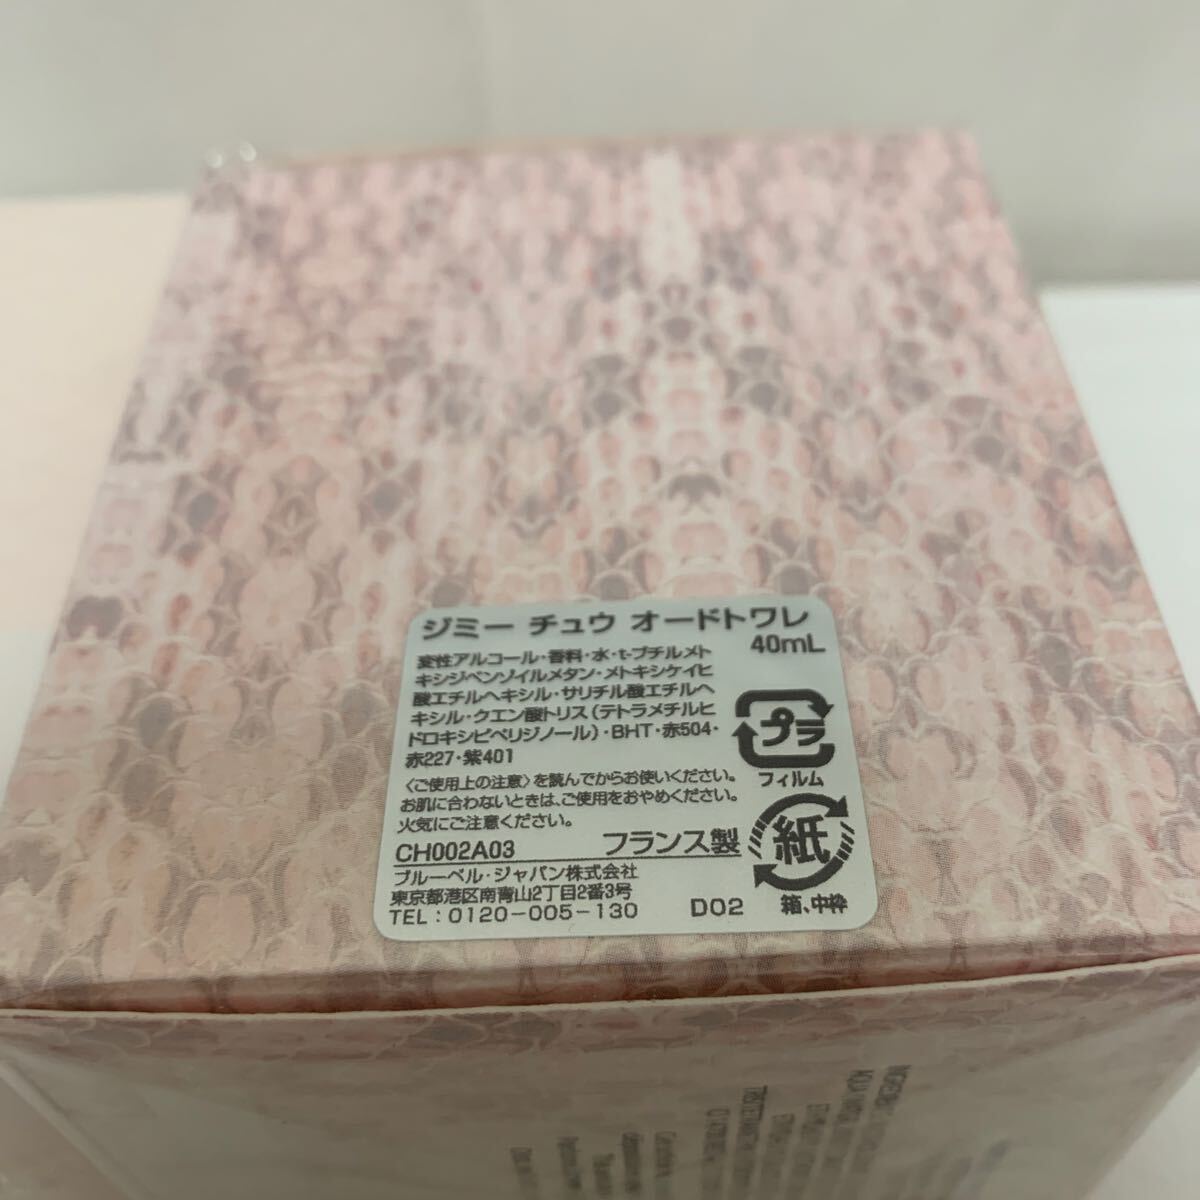 ジミー チュウ オードトワレ
40mL
変性アルコール・香料・水・t-ブチルメト
キシジベンゾイルメタン・メトキシケイヒ
酸エチルヘキシル・サリチル酸エチルヘ
キシル・クエン酸トリス(テトラメチルヒ
ドロキシピペリジノール)・BHT・赤504・
赤227・紫401
プラ
フィルム
〈ご使用上の注意〉を読んでからお使いください。
お肌に合わないときは、ご使用をおやめください。
火気にご注意ください。
CH002A03 フランス製
紙
箱、中枠
ブルーベル・ジャパン株式会社
東京都港区南青山2丁目2番3号
TEL:0120-005-130 D02